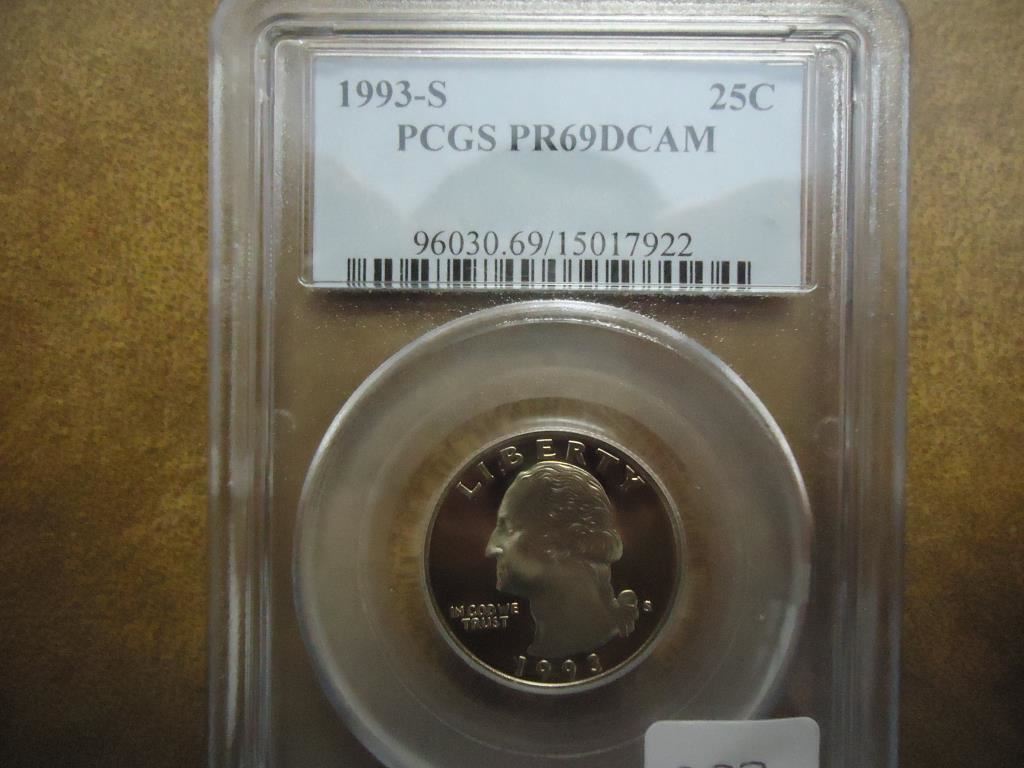 1993-S 25C
PCGS PR69DCAM
96030.69/15017922
LIBERTY
IN GOD WE
TRUST
S
1993